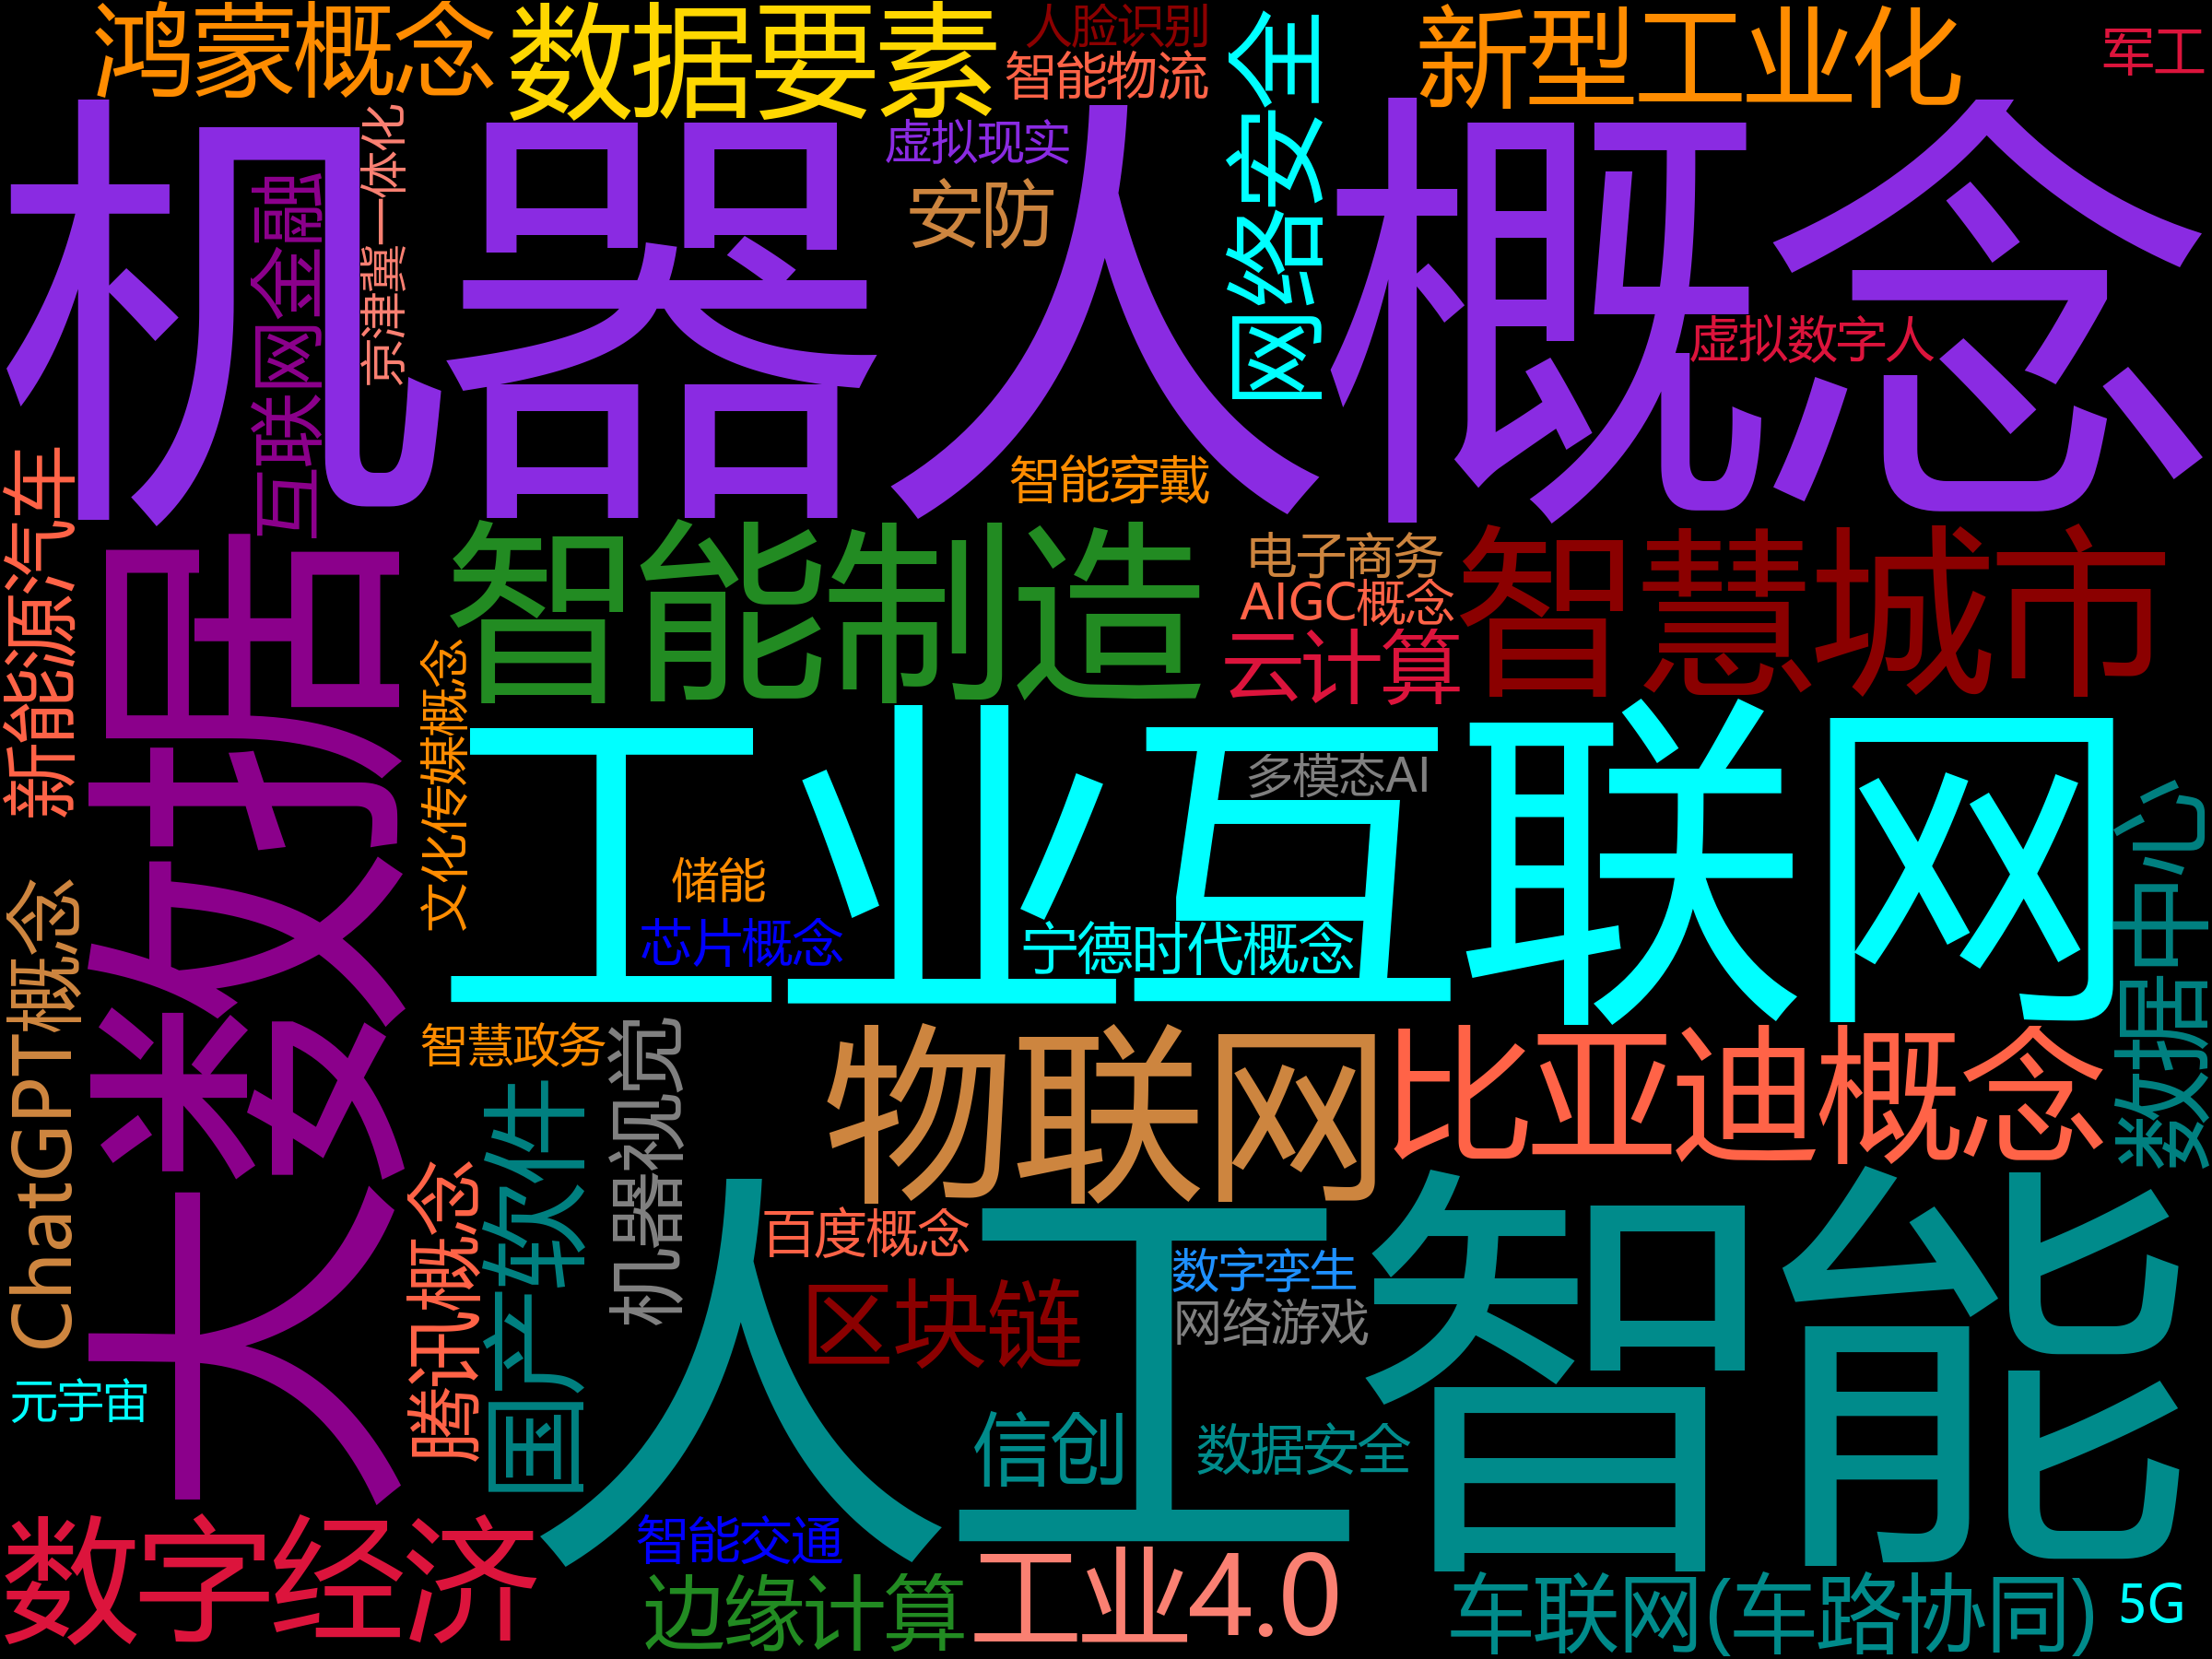 鸿蒙概念
数据要素
人脸识别
智能物流
网络安全
新型工业化
军工
机器人概念
虚拟现实
安防
京津冀一体化
互联网金融
虚拟数字人
新能源汽车
智能穿戴
大数据
智能制造
电子商务
AIGC概念
云计算
智慧城市
文化传媒概念
工业互联网
多模态AI
储能
芯片概念
宁德时代概念
数据中心
ChatGPT概念
智慧政务
机器视觉
物联网
比亚迪概念
国产软件
腾讯概念
人工智能
百度概念
数字孪生
网络游戏
区块链
元宇宙
信创
数据安全
数字经济
智能交通
边缘计算
工业4.0
车联网(车路协同)
5G